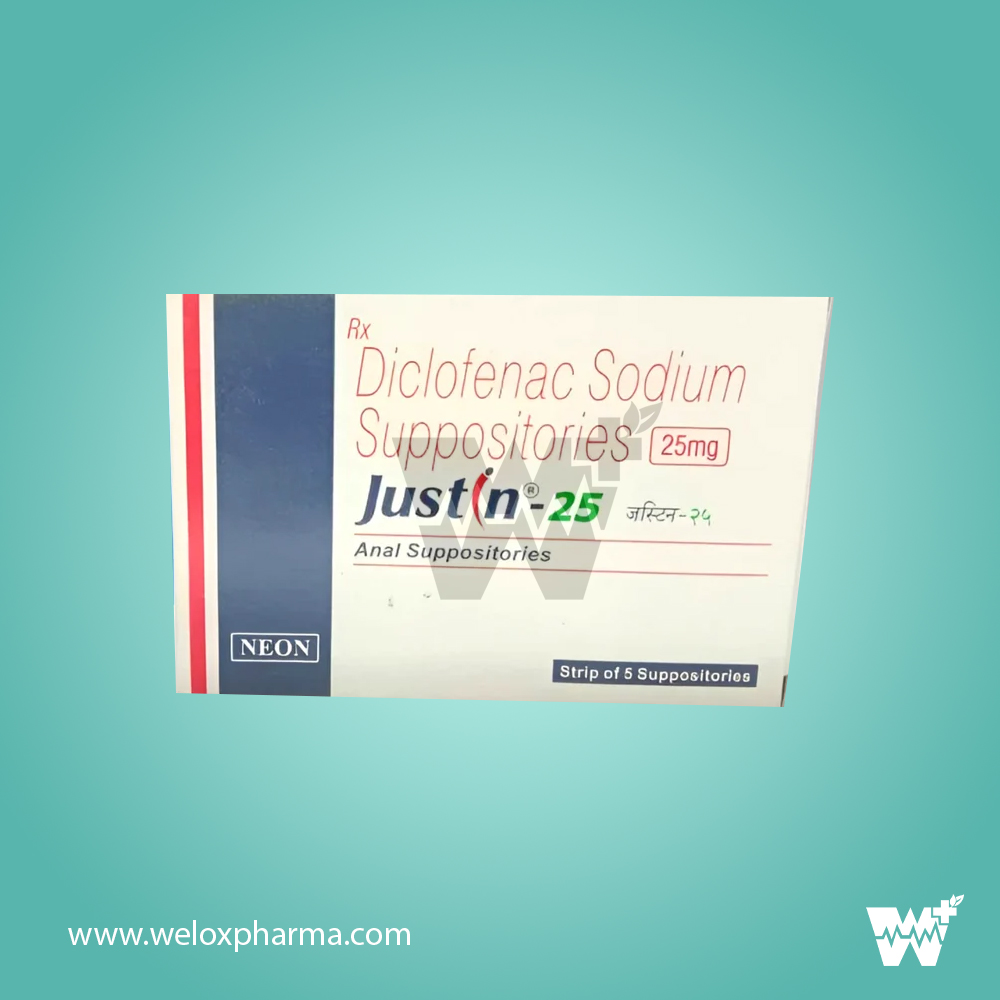 Rx
Diclofenac Sodium
Suppositories 25mg
Justin®-25 जस्टिन-२५
Anal Suppositories
NEON
Strip of 5 Suppositories
www.weloxpharma.com
W+